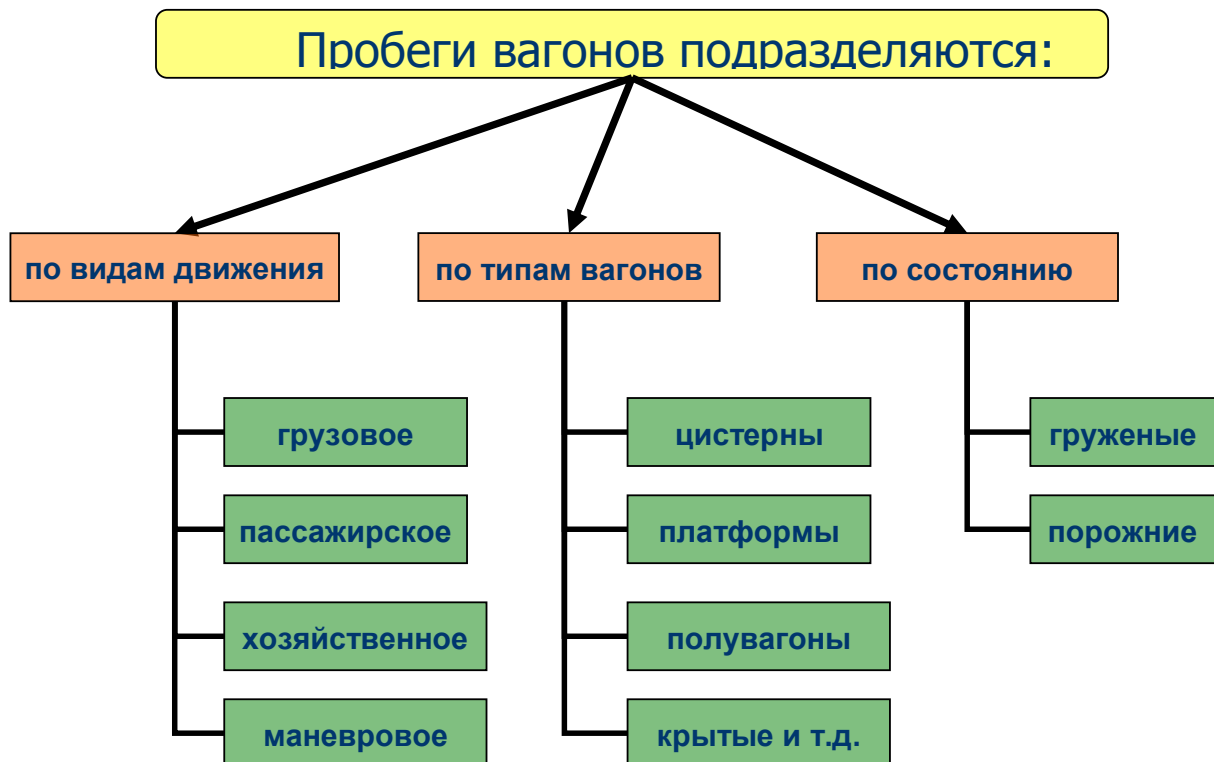 Пробеги вагонов подразделяются:
по видам движения
грузовое
пассажирское
хозяйственное
маневровое
по типам вагонов
цистерны
платформы
полувагоны
крытые и т.д.
по состоянию
груженые
порожние